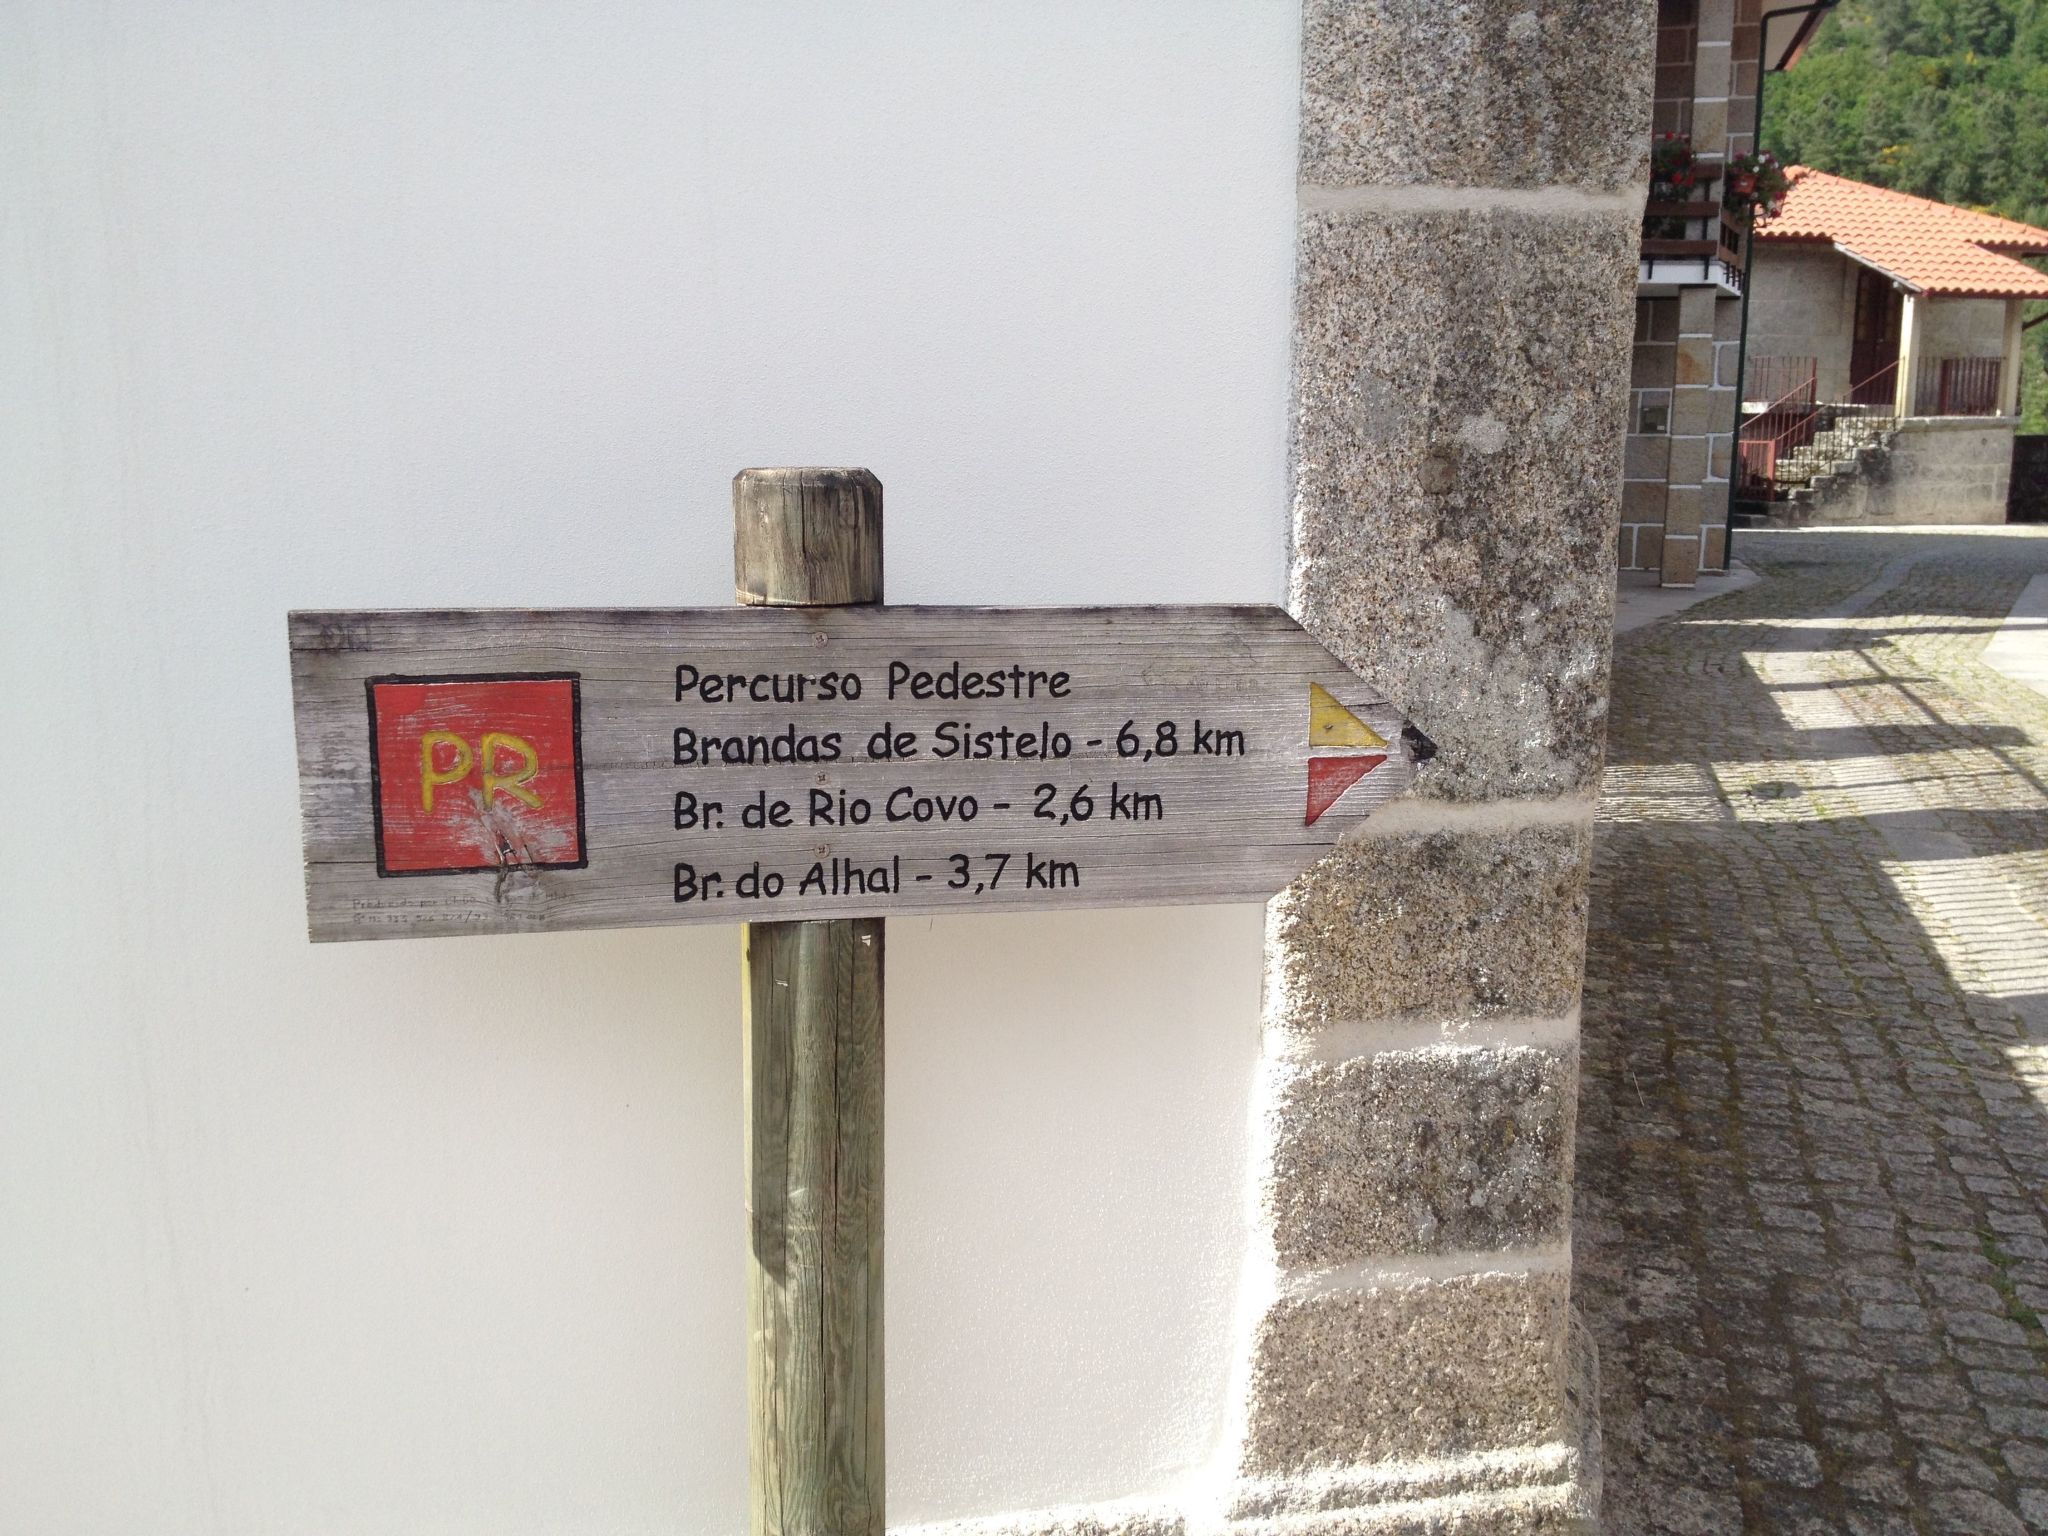 PR
Percurso Pedestre
Brandas de Sistelo - 6,8 km
Br. de Rio Covo - 2,6 km
Br. do Alhal - 3,7 km